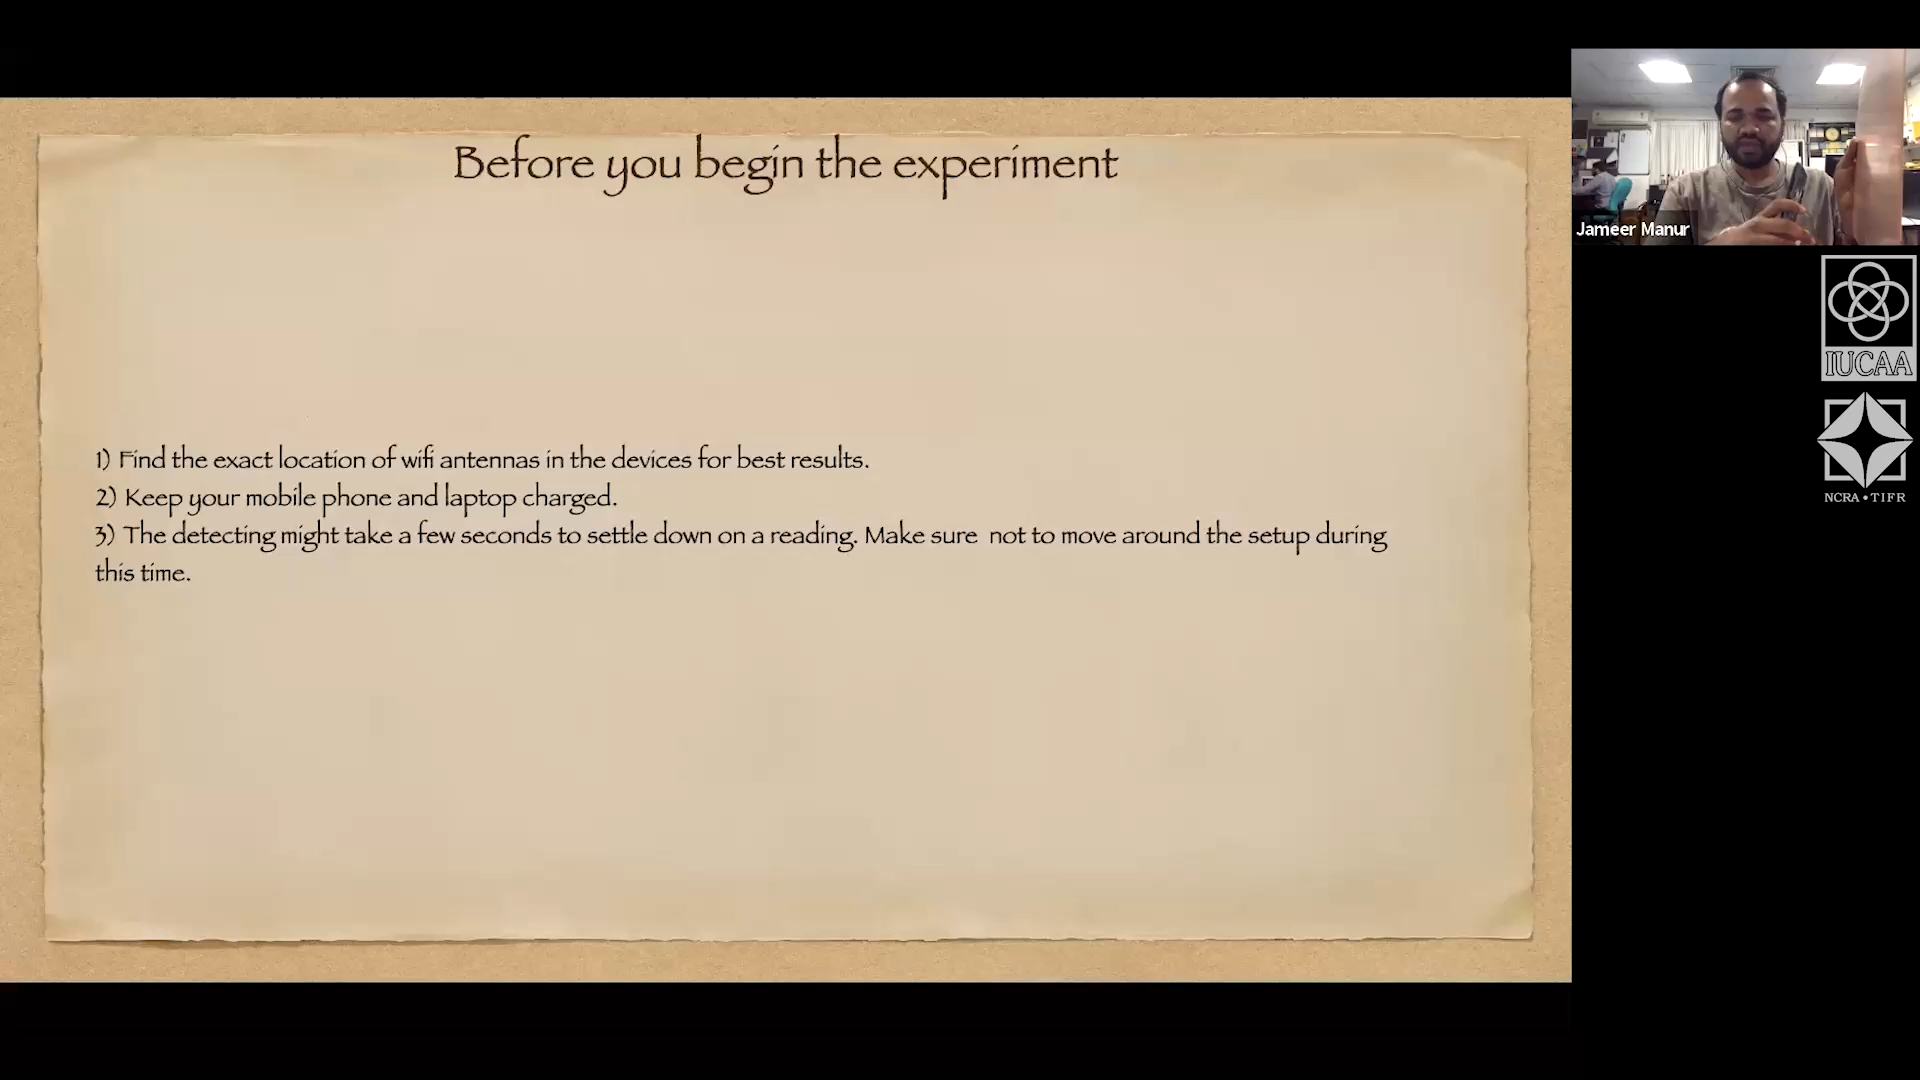 Before you begin the experiment
1) Find the exact location of wifi antennas in the devices for best results.
2) Keep your mobile phone and laptop charged.
3) The detecting might take a few seconds to settle down on a reading. Make sure  not to move around the setup during
this time.
Jameer Manur
IUCAA
NCRA • TIFR